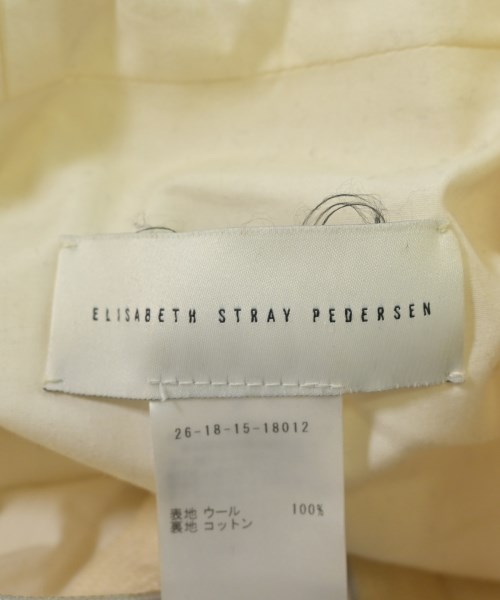 ELISABETH STRAY PEDERSEN
26-18-15-18012
表地 ウール 100%
裏地 コットン